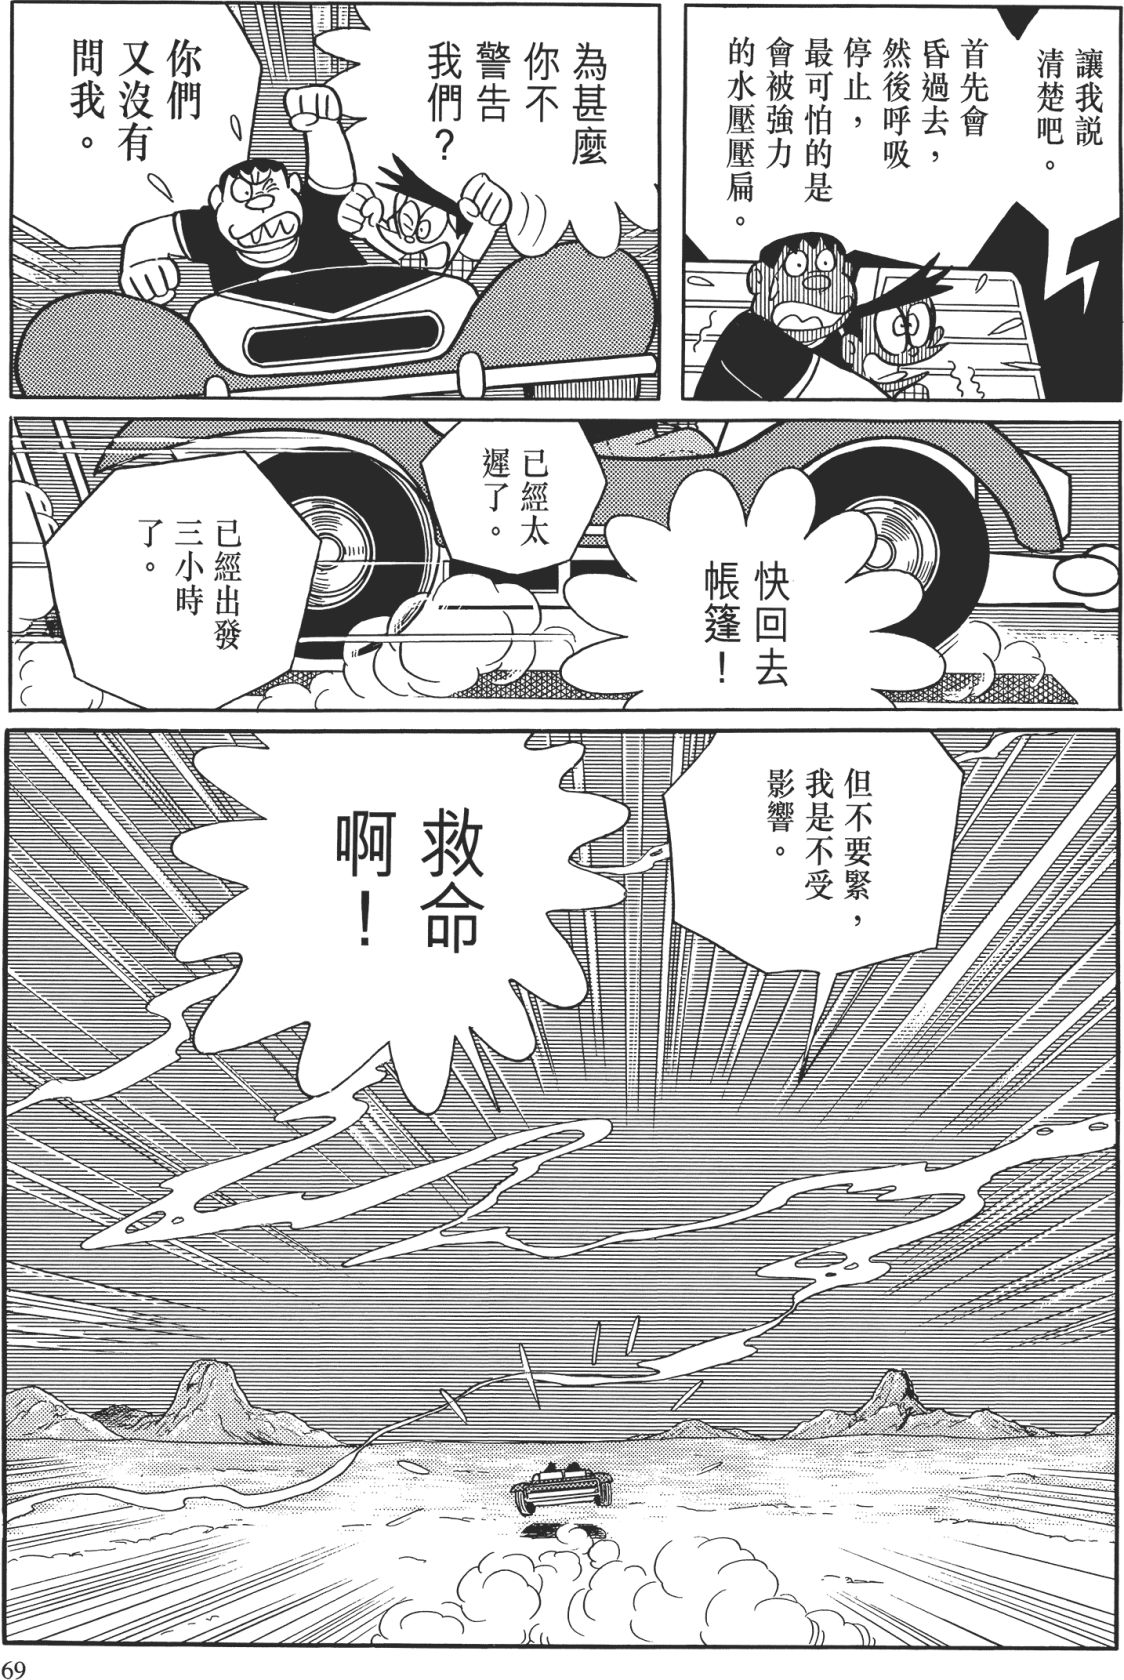 讓我説
清楚吧。
首先會
昏過去，
然後呼吸
停止，
最可怕的是
會被強力
的水壓壓扁。
為甚麼
你不
警告
我們？
你們
又沒有
問我。
快回去
帳篷！
已經太
遲了。
已經出發
三小時
了。
但不要緊，
我是不受
影響。
救命
啊！
69